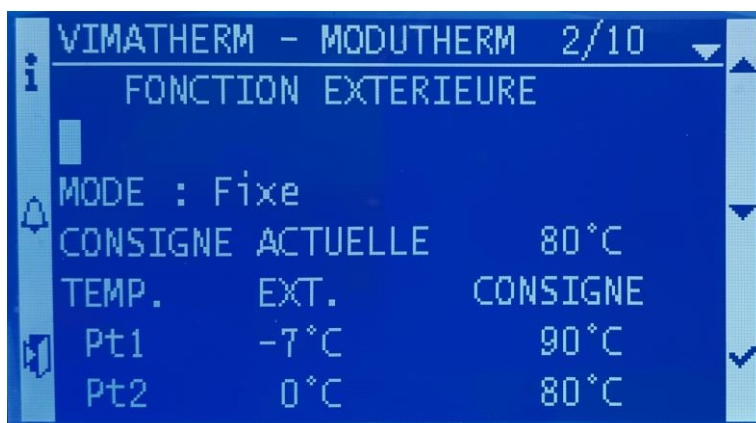 VIMATHERM - MODUTHERM 2/10
FONCTION EXTERIEURE
MODE : Fixe
CONSIGNE ACTUELLE 80°C
TEMP. EXT. CONSIGNE
Pt1 -7°C 90°C
Pt2 0°C 80°C